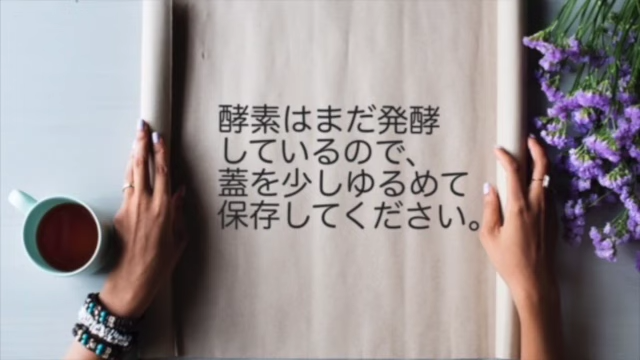 酵素はまだ発酵
しているので、
蓋を少しゆるめて
保存してください。